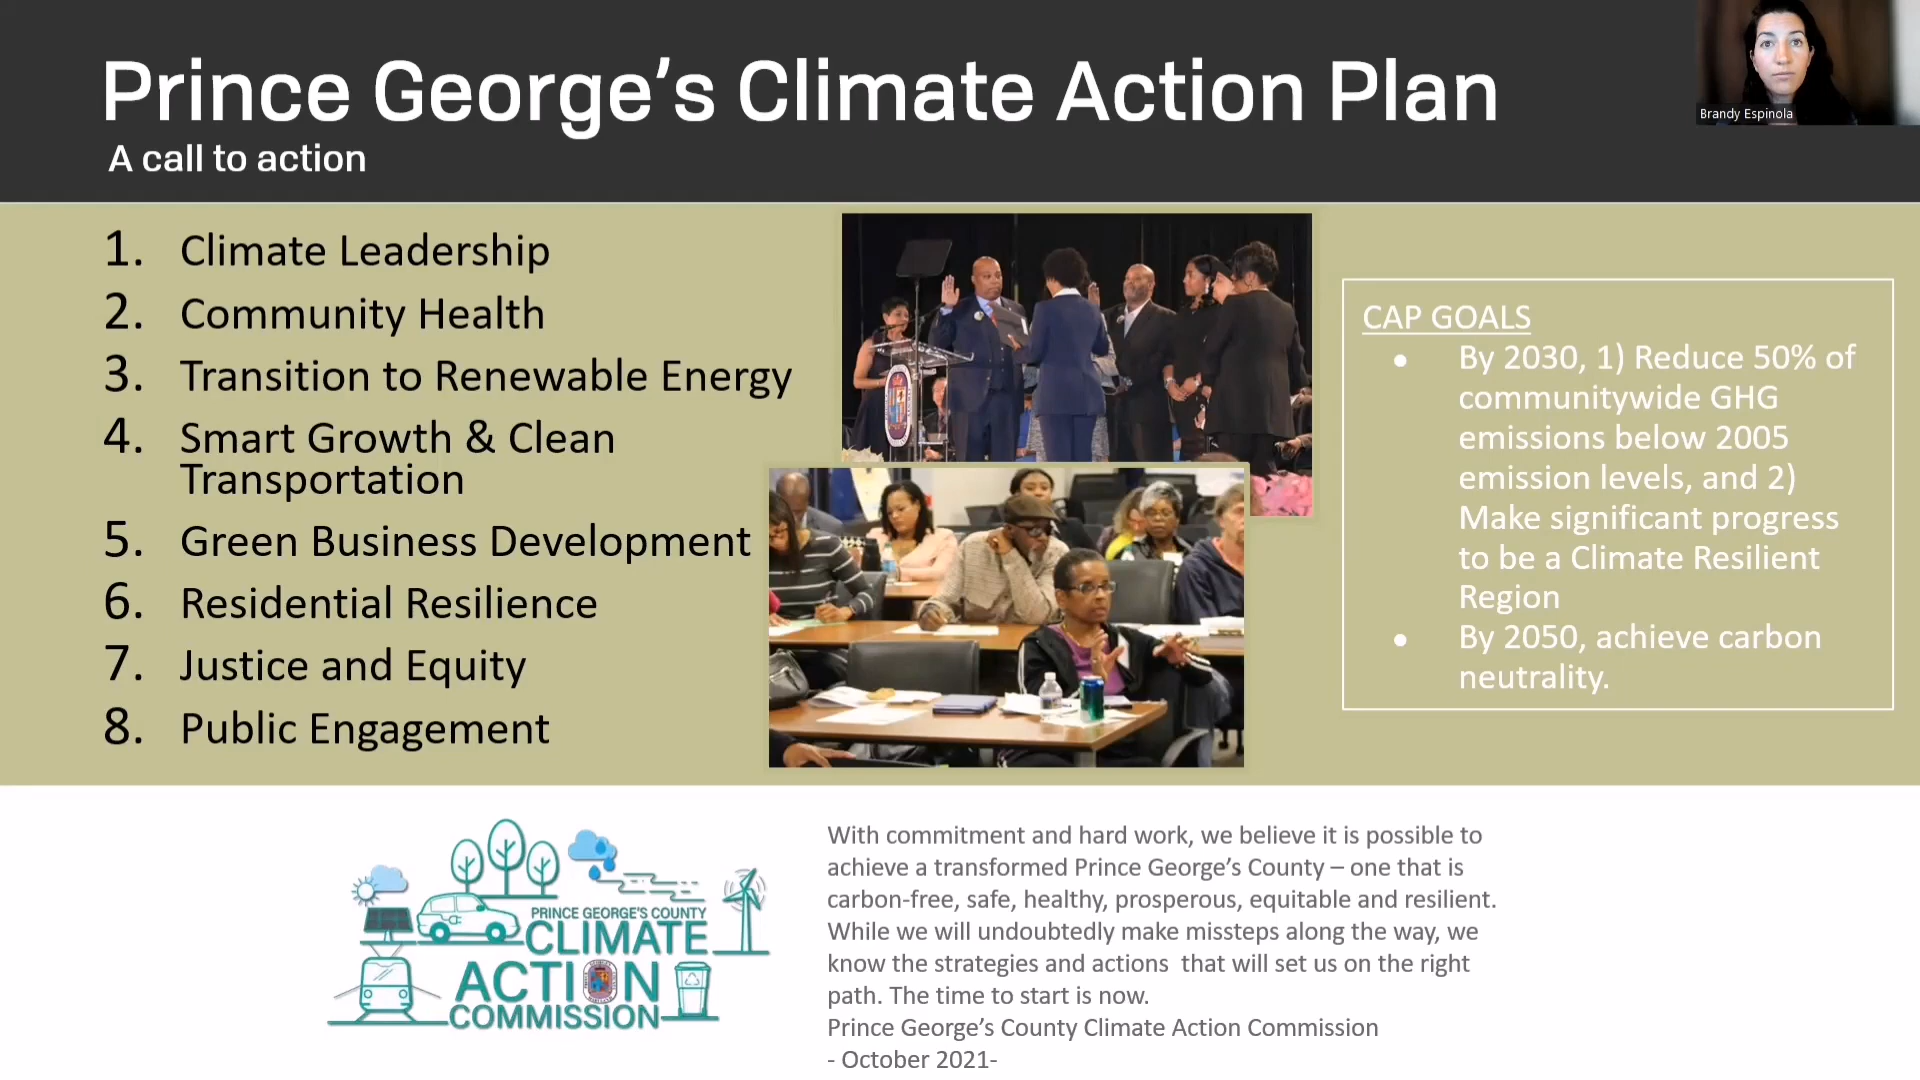 Prince George's Climate Action Plan
A call to action
Brandy Espinola
1. Climate Leadership
2. Community Health
3. Transition to Renewable Energy
4. Smart Growth & Clean
Transportation
5. Green Business Development
6. Residential Resilience
7. Justice and Equity
8. Public Engagement
CAP GOALS
● By 2030, 1) Reduce 50% of
communitywide GHG
emissions below 2005
emission levels, and 2)
Make significant progress
to be a Climate Resilient
Region
● By 2050, achieve carbon
neutrality.
PRINCE GEORGE'S COUNTY
CLIMATE
ACTION
COMMISSION
With commitment and hard work, we believe it is possible to
achieve a transformed Prince George's County – one that is
carbon-free, safe, healthy, prosperous, equitable and resilient.
While we will undoubtedly make missteps along the way, we
know the strategies and actions that will set us on the right
path. The time to start is now.
Prince George's County Climate Action Commission
- October 2021-